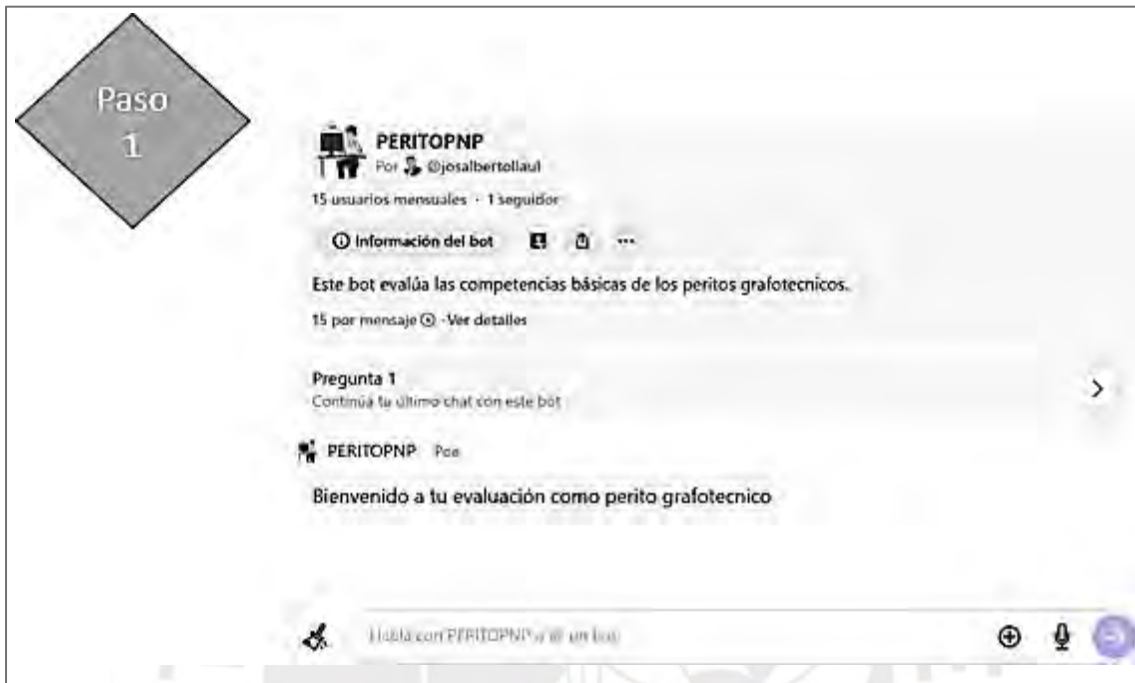 Paso
1
PERITOPNP
Por @josalbertollaul
15 usuarios mensuales · 1 seguidor
Información del bot
Este bot evalúa las competencias básicas de los peritos grafotecnicos.
15 por mensaje · Ver detalles
Pregunta 1
Continúa tu último chat con este bot
PERITOPNP Poe
Bienvenido a tu evaluación como perito grafotecnico
Habla con PERITOPNP o @ un bot